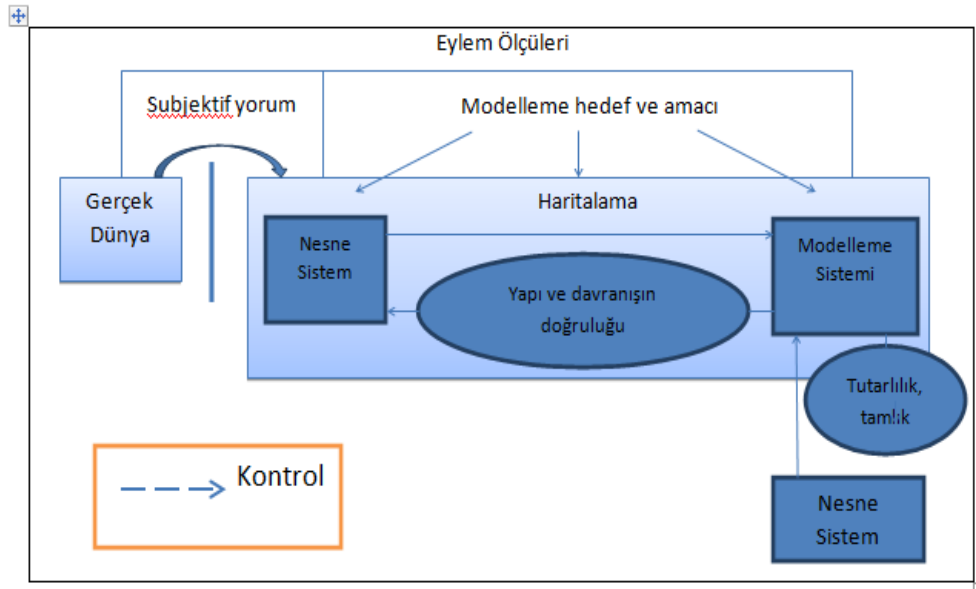 Eylem Ölçüleri
Subjektif yorum
Modelleme hedef ve amacı
Gerçek
Dünya
Haritalama
Nesne
Sistem
Modelleme
Sistemi
Yapı ve davranışın
doğruluğu
Tutarlılık,
tamlık
Kontrol
Nesne
Sistem